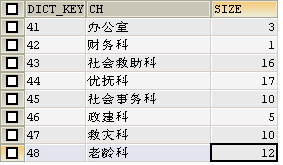 DICT_KEY CH SIZE
41 办公室 3
42 财务科 1
43 社会救助科 16
44 优抚科 17
45 社会事务科 10
46 政建科 5
47 救灾科 10
48 老龄科 12